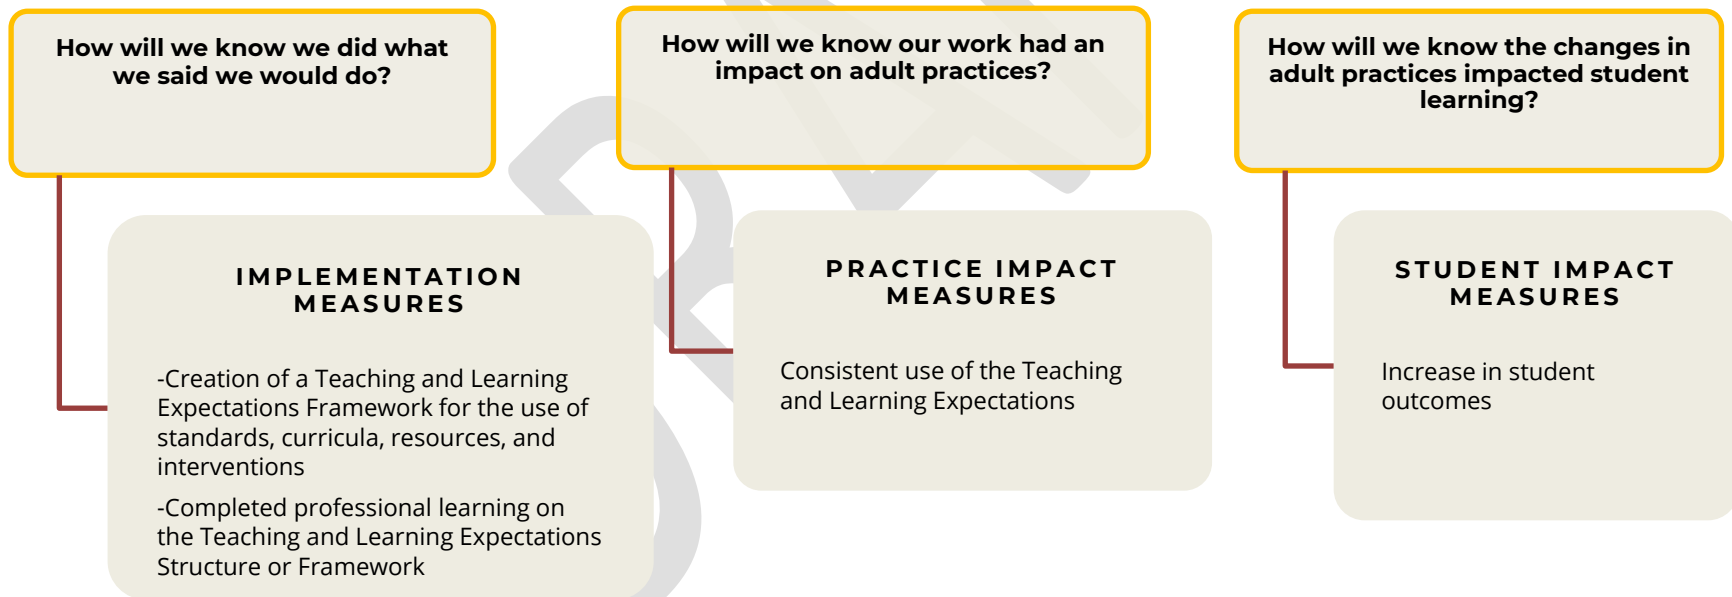 How will we know we did what
we said we would do?
IMPLEMENTATION
MEASURES
-Creation of a Teaching and Learning
Expectations Framework for the use of
standards, curricula, resources, and
interventions
-Completed professional learning on
the Teaching and Learning Expectations
Structure or Framework
How will we know our work had an
impact on adult practices?
PRACTICE IMPACT
MEASURES
Consistent use of the Teaching
and Learning Expectations
How will we know the changes in
adult practices impacted student
learning?
STUDENT IMPACT
MEASURES
Increase in student
outcomes